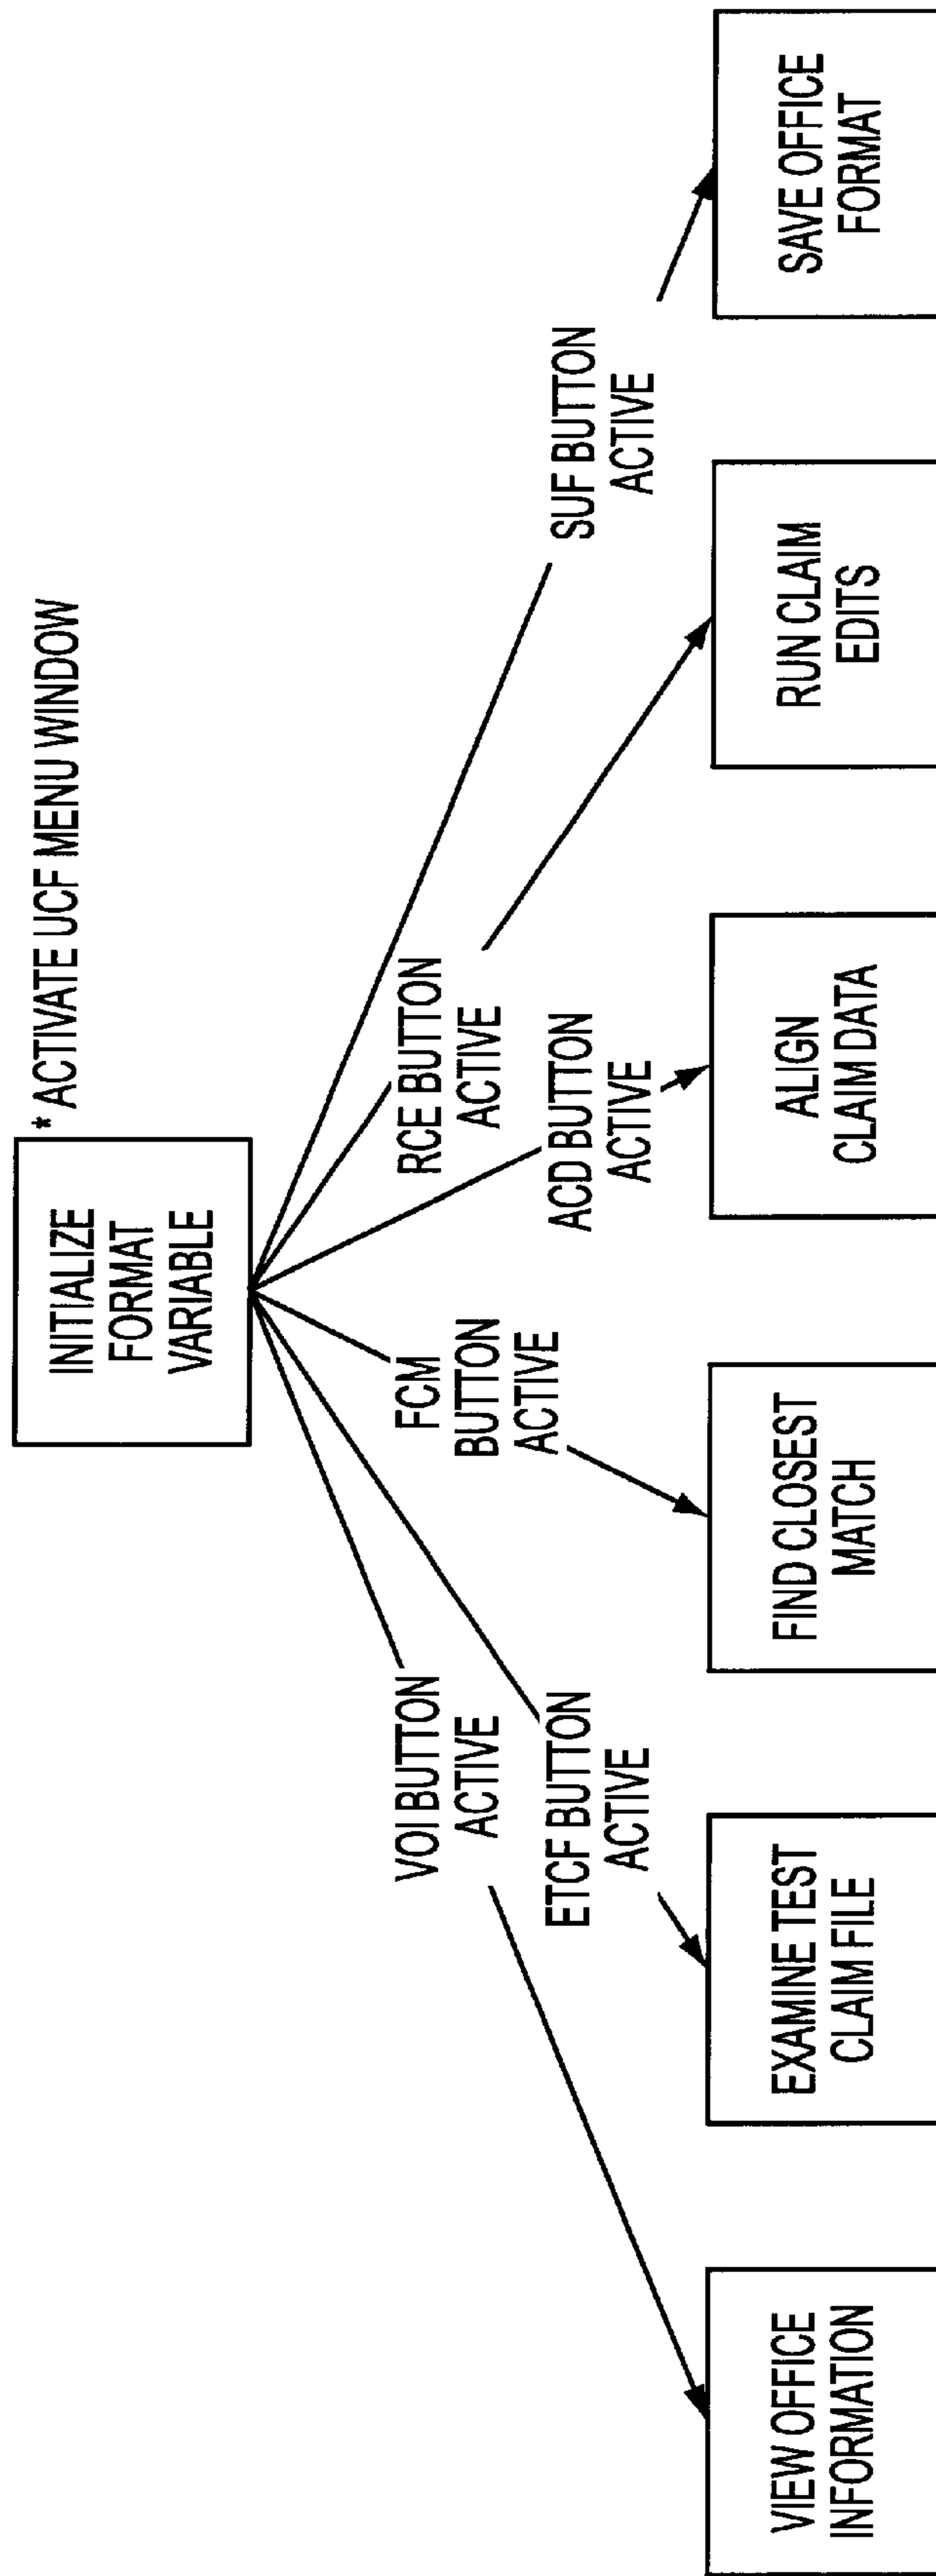 * ACTIVATE UCF MENU WINDOW
INITIALIZE
FORMAT
VARIABLE
VOI BUTTON
ACTIVE
ETCF BUTTON
ACTIVE
FCM
BUTTON
ACTIVE
ACD BUTTON
ACTIVE
RCE BUTTON
ACTIVE
SUF BUTTON
ACTIVE
VIEW OFFICE
INFORMATION
EXAMINE TEST
CLAIM FILE
FIND CLOSEST
MATCH
ALIGN
CLAIM DATA
RUN CLAIM
EDITS
SAVE OFFICE
FORMAT